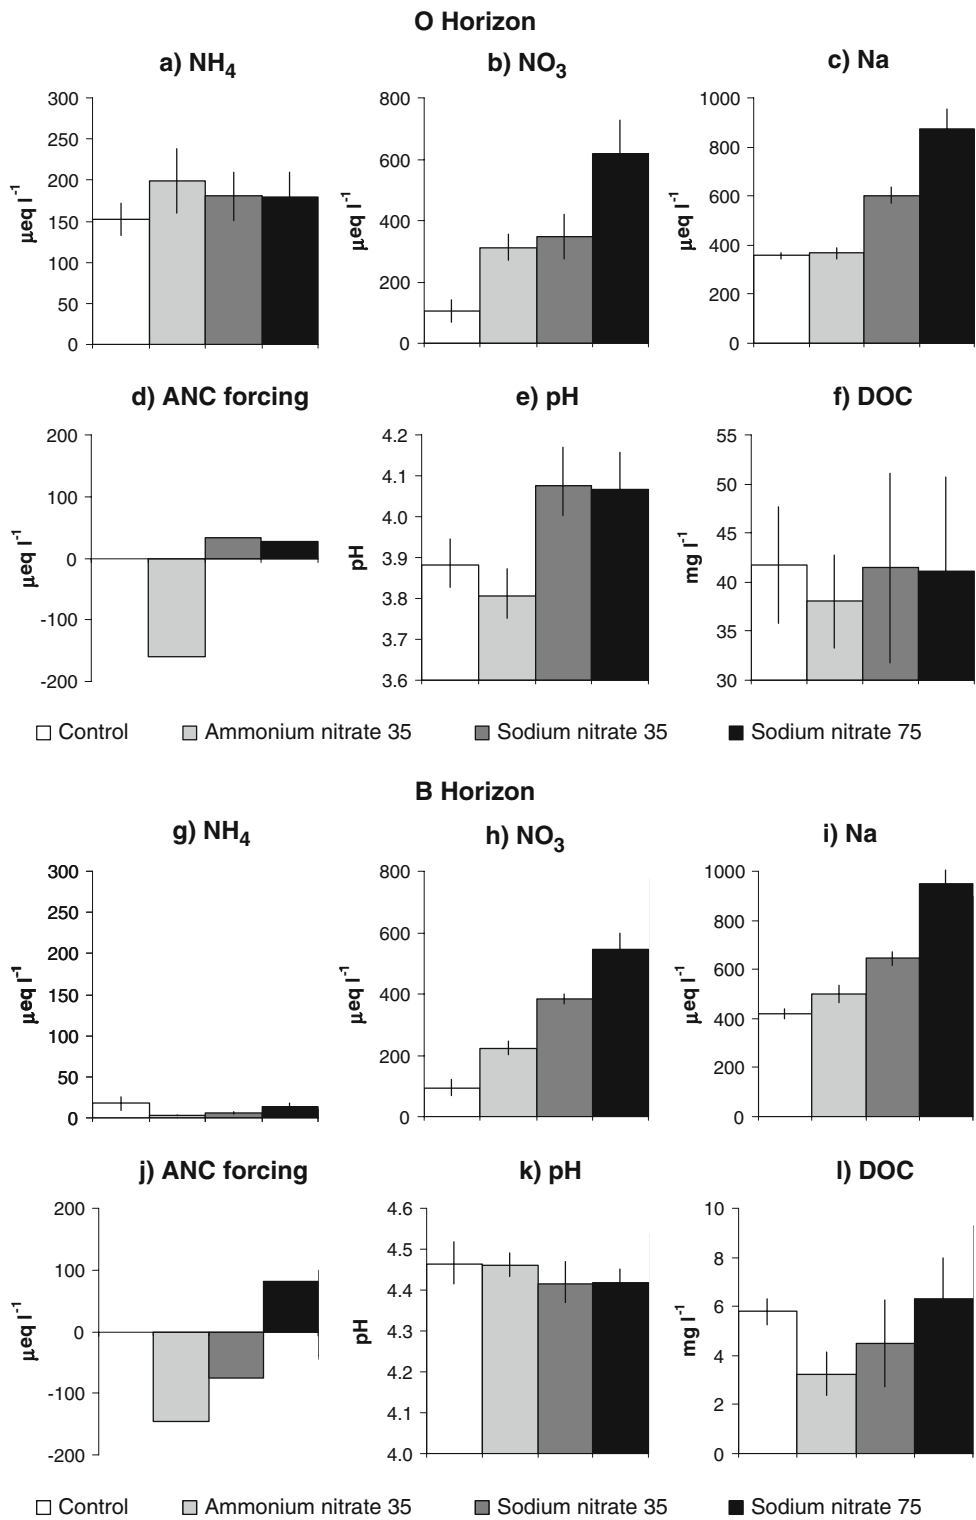 O Horizon
a) NH4 b) NO3 c) Na
300 800 1000
250 800
200 600
150 400 600
100 400
50 200 200
0 0 0
µeq l-1 µeq l-1 µeq l-1
d) ANC forcing e) pH f) DOC
200 4.2 55
4.1 50
100 4.0 45
0 3.9 40
-100 3.8 35
3.7
-200 3.6 30
µeq l-1 pH mg l-1
Control Ammonium nitrate 35 Sodium nitrate 35 Sodium nitrate 75
B Horizon
g) NH4 h) NO3 i) Na
300 800 1000
250 800
200 600
150 400 600
100 400
50 200 200
0 0 0
µeq l-1 µeq l-1 µeq l-1
j) ANC forcing k) pH l) DOC
200 4.6 10
4.5 8
100 4.4 6
0 4.3
4.2 4
-100 4.1 2
-200 4.0 0
µeq l-1 pH mg l-1
Control Ammonium nitrate 35 Sodium nitrate 35 Sodium nitrate 75